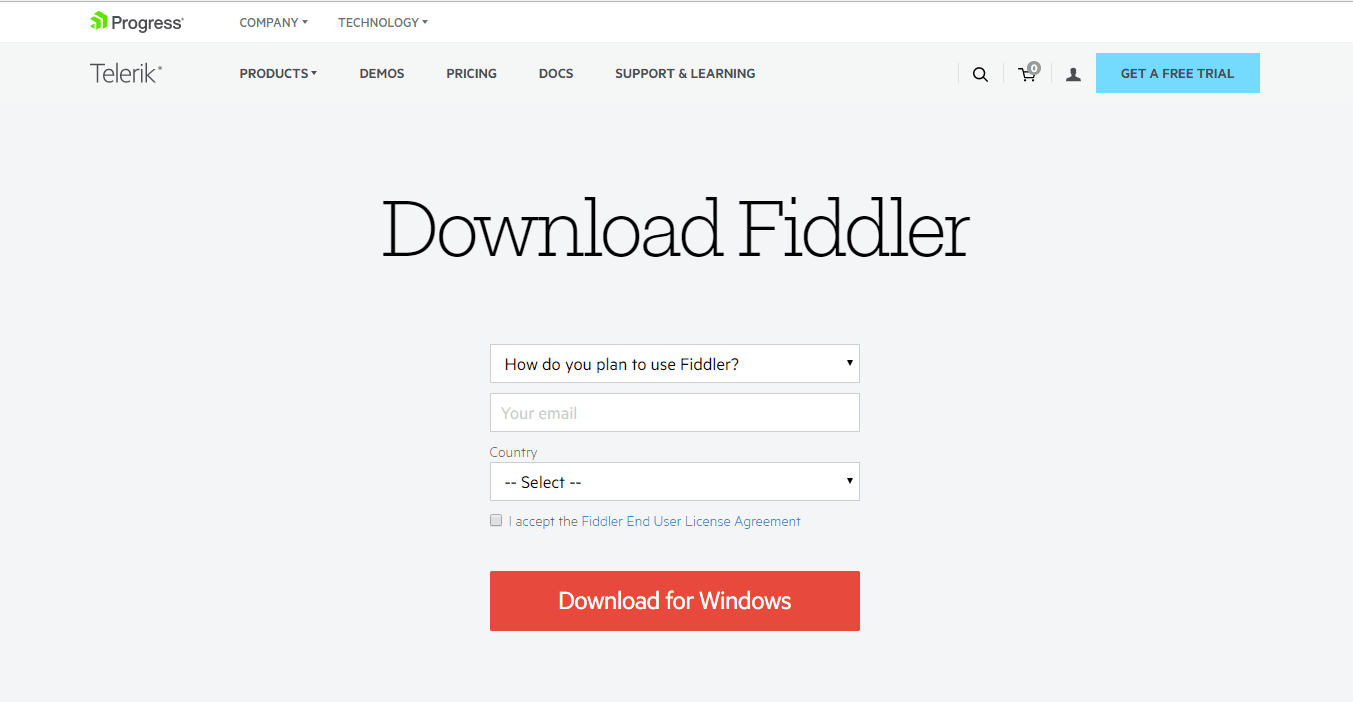 Progress
COMPANY
TECHNOLOGY
Telerik
PRODUCTS
DEMOS
PRICING
DOCS
SUPPORT & LEARNING
0
GET A FREE TRIAL
Download Fiddler
How do you plan to use Fiddler?
Your email
Country
-- Select --
I accept the Fiddler End User License Agreement
Download for Windows